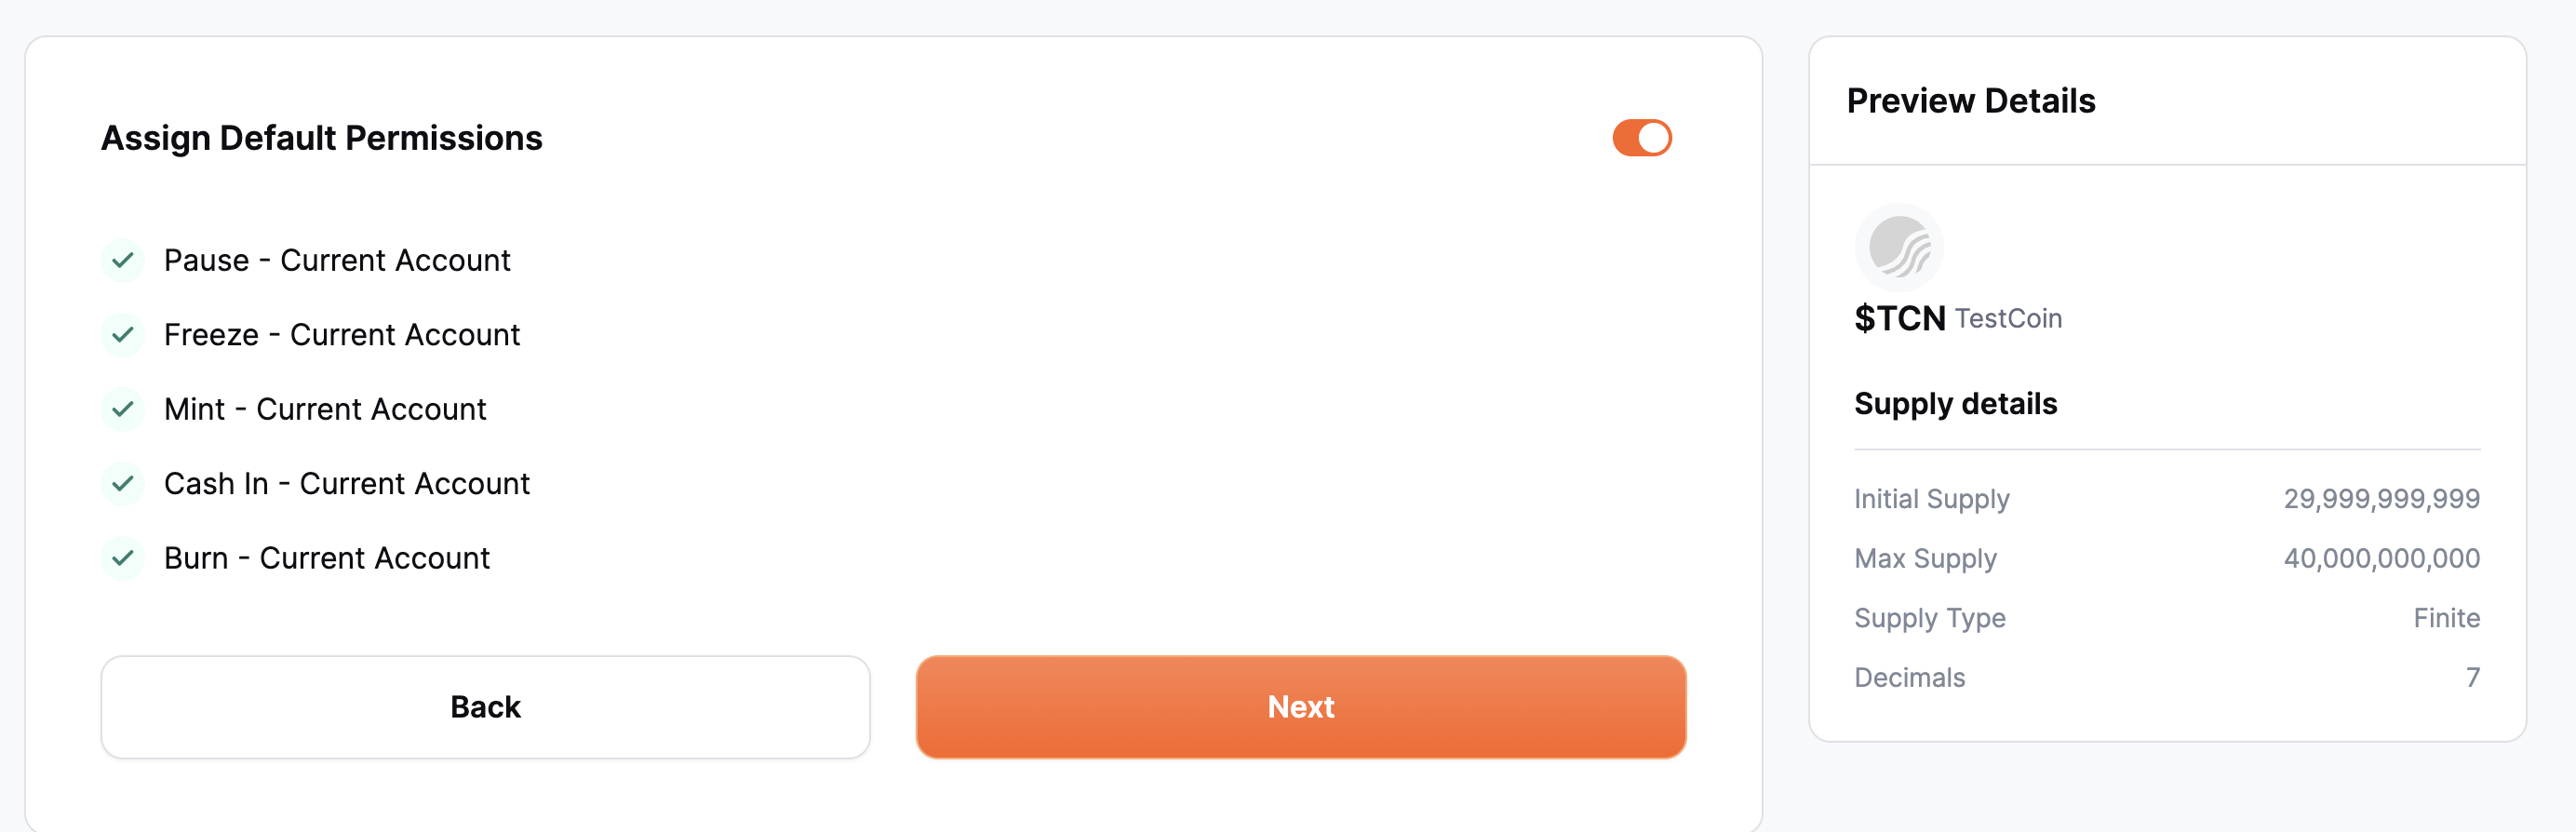 Assign Default Permissions
Pause - Current Account
Freeze - Current Account
Mint - Current Account
Cash In - Current Account
Burn - Current Account
Back
Next
Preview Details
$TCN TestCoin
Supply details
Initial Supply 29,999,999,999
Max Supply 40,000,000,000
Supply Type Finite
Decimals 7